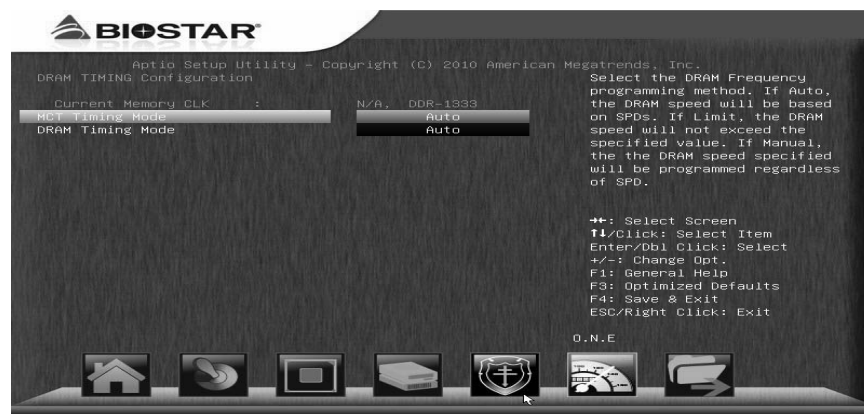 BIOSTAR
Aptio Setup Utility – Copyright (C) 2010 American Megatrends, Inc.
DRAM TIMING Configuration
Current Memory CLK : N/A, DDR-1333
MCT Timing Mode Auto
DRAM Timing Mode Auto
Select the DRAM Frequency
programming method. If Auto,
the DRAM speed will be based
on SPDs. If Limit, the DRAM
speed will not exceed the
specified value. If Manual,
the the DRAM speed specified
will be programmed regardless
of SPD.
→←: Select Screen
↑↓/Click: Select Item
Enter/Dbl Click: Select
+/-: Change Opt.
F1: General Help
F3: Optimized Defaults
F4: Save & Exit
ESC/Right Click: Exit
O.N.E